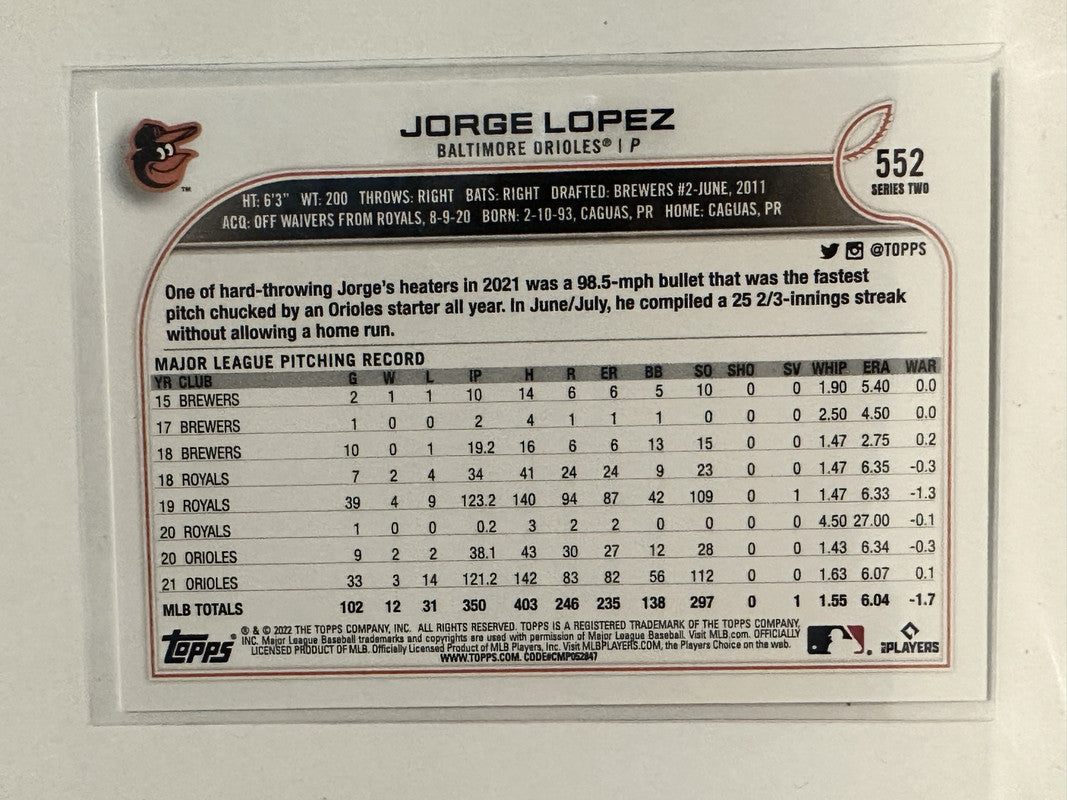 JORGE LOPEZ
BALTIMORE ORIOLES® | P
552
SERIES TWO
HT: 6'3" WT: 200 THROWS: RIGHT BATS: RIGHT DRAFTED: BREWERS #2-JUNE, 2011
ACQ: OFF WAIVERS FROM ROYALS, 8-9-20 BORN: 2-10-93, CAGUAS, PR HOME: CAGUAS, PR
@TOPPS
One of hard-throwing Jorge's heaters in 2021 was a 98.5-mph bullet that was the fastest
pitch chucked by an Orioles starter all year. In June/July, he compiled a 25 2/3-innings streak
without allowing a home run.
MAJOR LEAGUE PITCHING RECORD
YR CLUB G W L IP H R ER BB SO SHO SV WHIP ERA WAR
15 BREWERS 2 1 1 10 14 6 6 5 10 0 0 1.90 5.40 0.0
17 BREWERS 1 0 0 2 4 1 1 1 0 0 0 2.50 4.50 0.0
18 BREWERS 10 0 1 19.2 16 6 6 13 15 0 0 1.47 2.75 0.2
18 ROYALS 7 2 4 34 41 24 24 9 23 0 0 1.47 6.35 -0.3
19 ROYALS 39 4 9 123.2 140 94 87 42 109 0 1 1.47 6.33 -1.3
20 ROYALS 1 0 0 0.2 3 2 2 0 0 0 0 4.50 27.00 -0.1
20 ORIOLES 9 2 2 38.1 43 30 27 12 28 0 0 1.43 6.34 -0.3
21 ORIOLES 33 3 14 121.2 142 83 82 56 112 0 0 1.63 6.07 0.1
MLB TOTALS 102 12 31 350 403 246 235 138 297 0 1 1.55 6.04 -1.7
topps®
® & © 2022 THE TOPPS COMPANY, INC. ALL RIGHTS RESERVED. TOPPS IS A REGISTERED TRADEMARK OF THE TOPPS COMPANY,
INC. Major League Baseball trademarks and copyrights are used with permission of Major League Baseball. Visit MLB.com. OFFICIALLY
LICENSED PRODUCT OF MLB. Officially Licensed Product of MLB Players, Inc. Visit MLBPLAYERS.COM, the Players Choice on the web.
WWW.TOPPS.COM. CODE#CMP052847
MLB PLAYERS